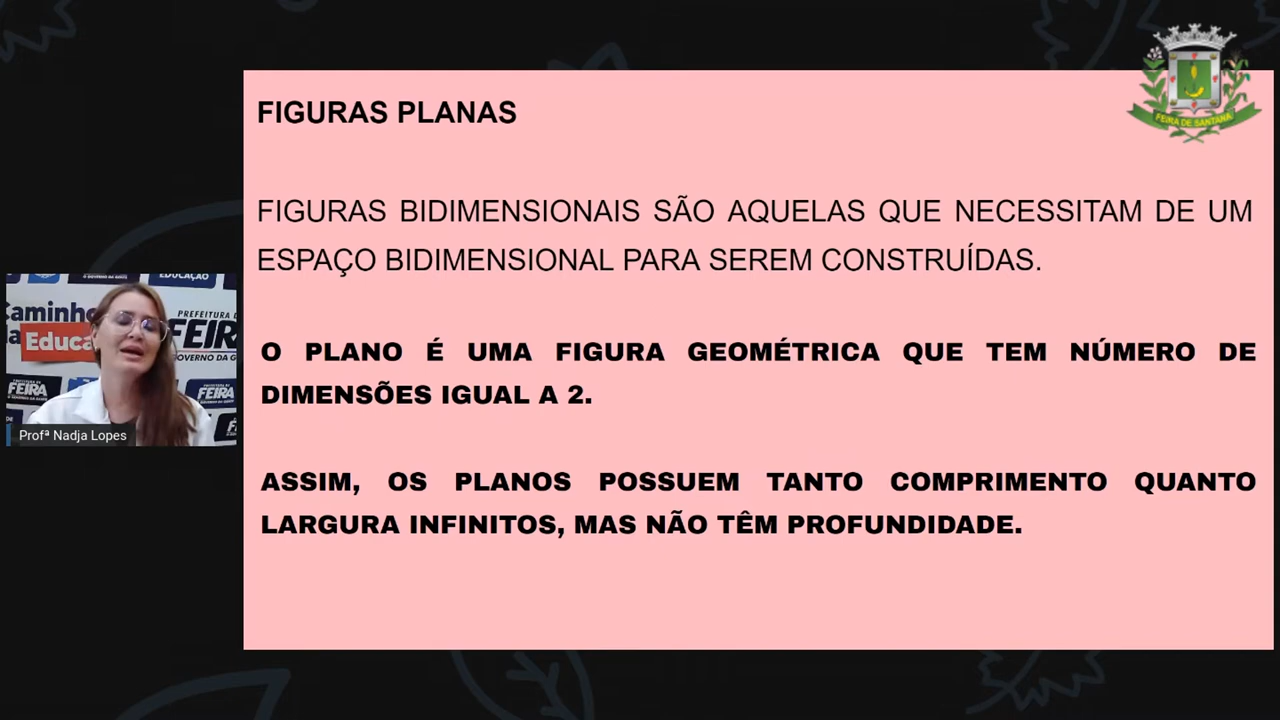 FEIRA DE SANTANA
FIGURAS PLANAS
FIGURAS BIDIMENSIONAIS SÃO AQUELAS QUE NECESSITAM DE UM
ESPAÇO BIDIMENSIONAL PARA SEREM CONSTRUÍDAS.
O PLANO É UMA FIGURA GEOMÉTRICA QUE TEM NÚMERO DE
DIMENSÕES IGUAL A 2.
ASSIM, OS PLANOS POSSUEM TANTO COMPRIMENTO QUANTO
LARGURA INFINITOS, MAS NÃO TÊM PROFUNDIDADE.
EDUCAÇÃO
Caminho
Educa
PREFEITURA D
FEIR
GOVERNO DA G
FEIRA
FEIRA
Profª Nadja Lopes